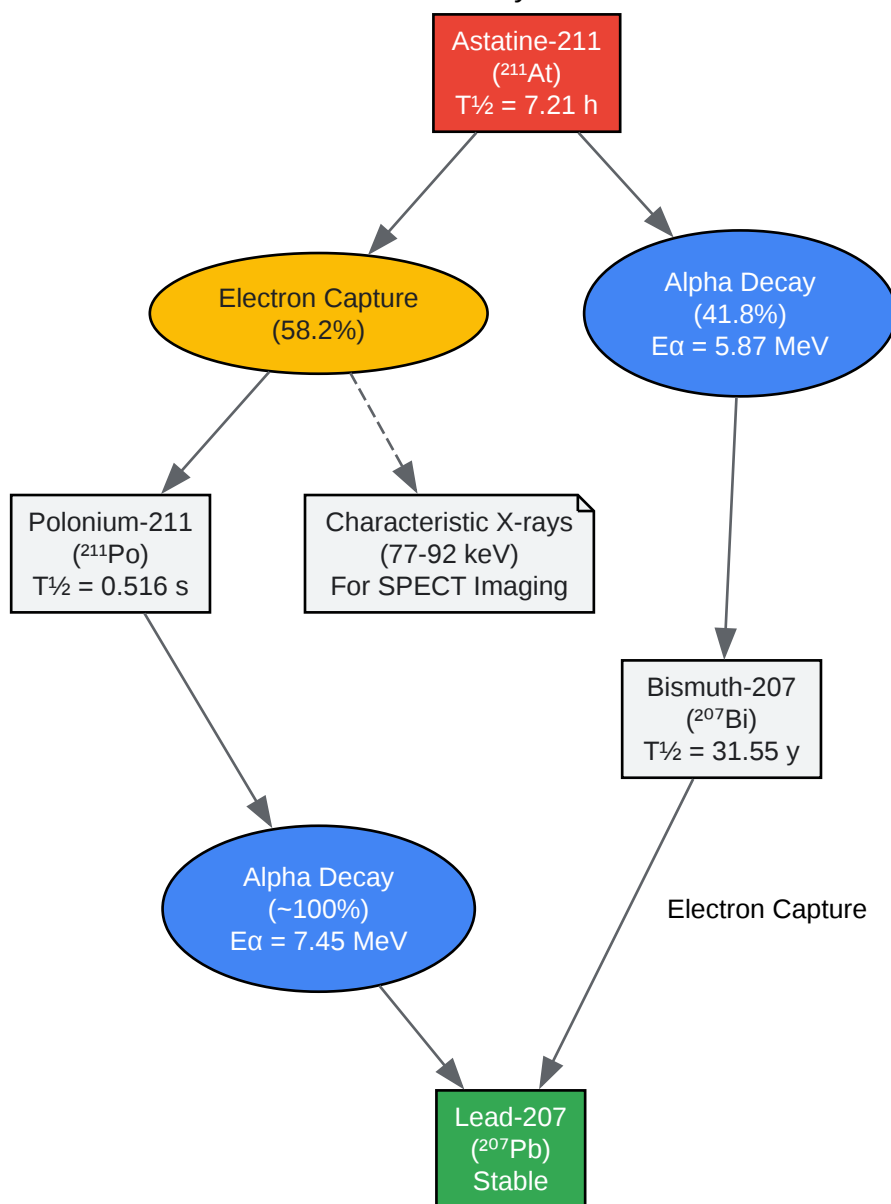 Astatine-211
(²¹¹At)
T½ = 7.21 h
Electron Capture
(58.2%)
Alpha Decay
(41.8%)
Eα = 5.87 MeV
Polonium-211
(²¹¹Po)
T½ = 0.516 s
Characteristic X-rays
(77-92 keV)
For SPECT Imaging
Bismuth-207
(²⁰⁷Bi)
T½ = 31.55 y
Alpha Decay
(~100%)
Eα = 7.45 MeV
Electron Capture
Lead-207
(²⁰⁷Pb)
Stable